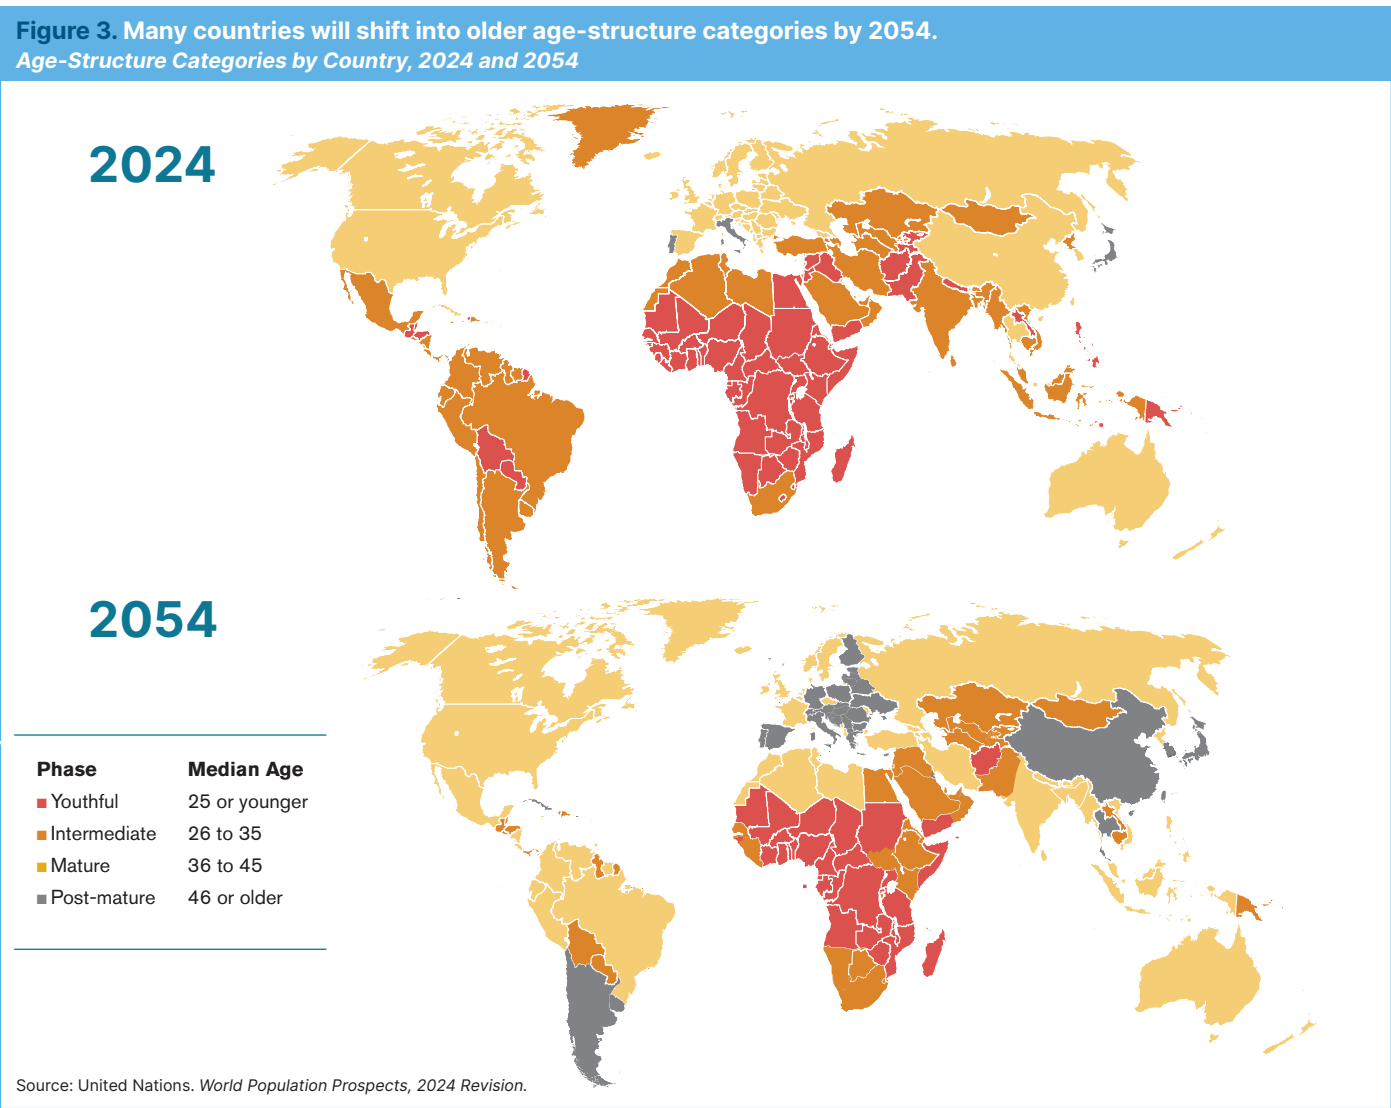 Figure 3. Many countries will shift into older age-structure categories by 2054.
Age-Structure Categories by Country, 2024 and 2054
2024
2054
Phase Median Age
Youthful 25 or younger
Intermediate 26 to 35
Mature 36 to 45
Post-mature 46 or older
Source: United Nations. World Population Prospects, 2024 Revision.